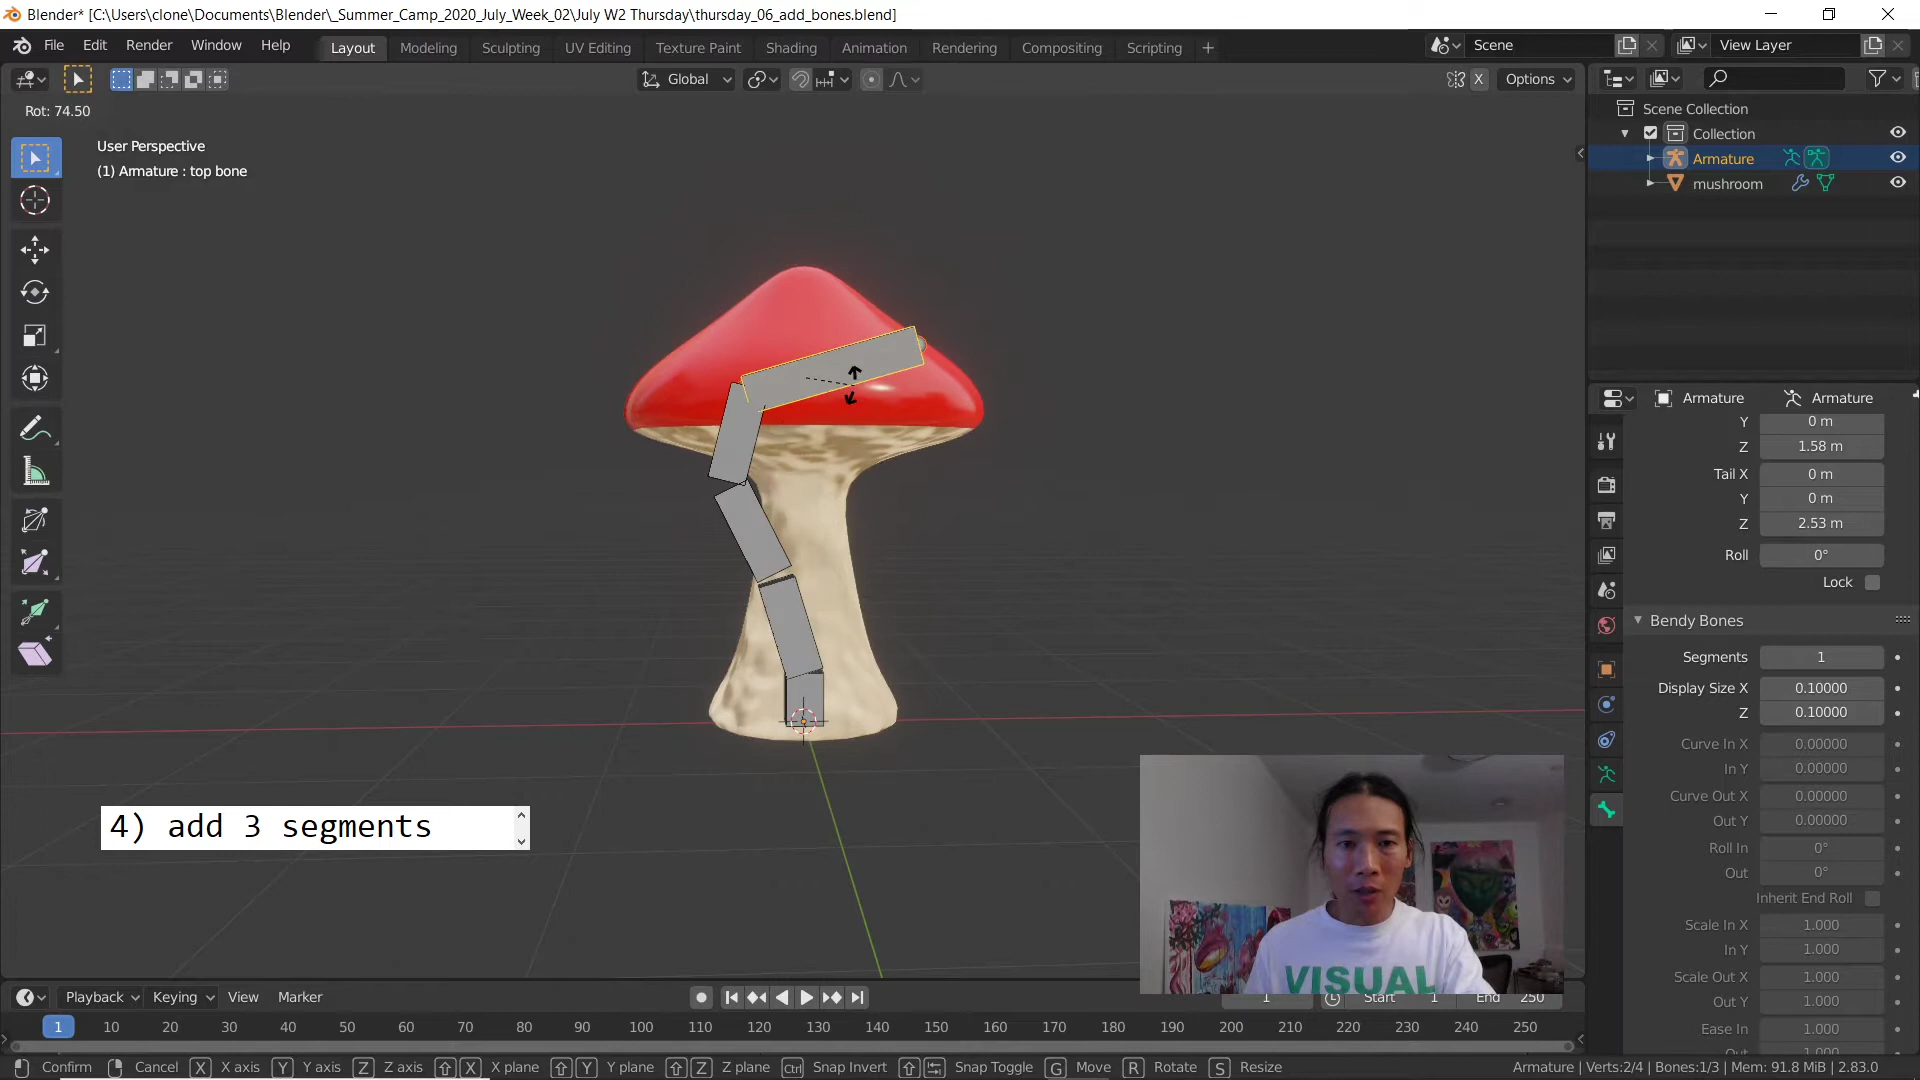 Blender* [C:\Users\clone\Documents\Blender\_Summer_Camp_2020_July_Week_02\July W2 Thursday\thursday_06_add_bones.blend]
File Edit Render Window Help Layout Modeling Sculpting UV Editing Texture Paint Shading Animation Rendering Compositing Scripting + Scene View Layer
Global X Options
Rot: 74.50
User Perspective
(1) Armature : top bone
Scene Collection
Collection
Armature
mushroom
Armature Armature
Y 0 m
Z 1.58 m
Tail X 0 m
Y 0 m
Z 2.53 m
Roll 0°
Lock
Bendy Bones
Segments 1
Display Size X 0.10000
Z 0.10000
Curve In X 0.00000
In Y 0.00000
Curve Out X 0.00000
Out Y 0.00000
Roll In 0°
Out 0°
Inherit End Roll
Scale In X 1.000
In Y 1.000
Scale Out X 1.000
Out Y 1.000
Ease In 1.000
4) add 3 segments
VISUAL
Playback Keying View Marker 1 Start 1 End 250
1 10 20 30 40 50 60 70 80 90 100 110 120 130 140 150 160 170 180 190 200 210 220 230 240 250
Confirm Cancel X X axis Y Y axis Z Z axis X X plane Y Y plane Z Z plane Ctrl Snap Invert Snap Toggle G Move R Rotate S Resize Armature | Verts:2/4 | Bones:1/3 | Mem: 91.8 MiB | 2.83.0